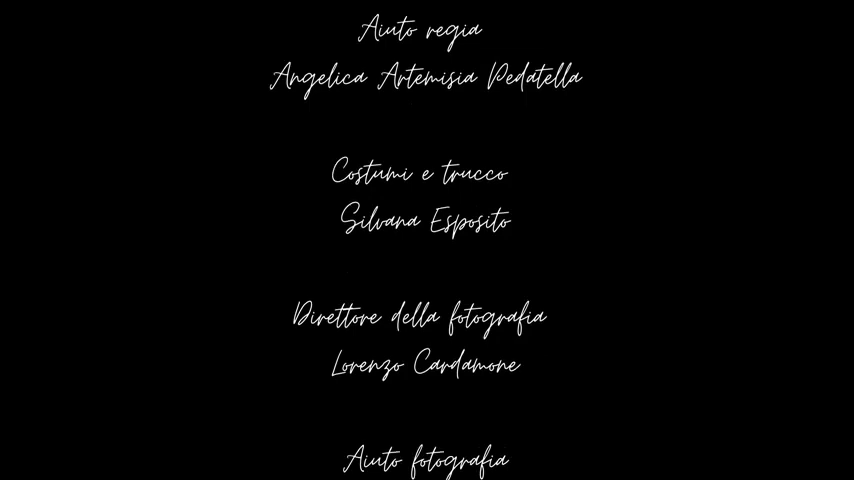 Aiuto regia
Angelica Artemisia Pedatella
Costumi e trucco
Silvana Esposito
Direttore della fotografia
Lorenzo Cardamone
Aiuto fotografia